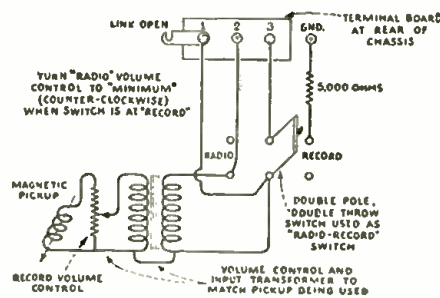 LINK OPEN
1 2 3
GND.
TERMINAL BOARD
AT REAR OF
CHASSIS
TURN "RADIO" VOLUME
CONTROL TO "MINIMUM"
(COUNTER-CLOCKWISE)
WHEN SWITCH IS AT "RECORD"
5,000 OHMS
RADIO
RECORD
MAGNETIC
PICKUP
DOUBLE POLE,
DOUBLE THROW
SWITCH USED AS
"RADIO-RECORD"
SWITCH
RECORD VOLUME
CONTROL
VOLUME CONTROL AND
INPUT TRANSFORMER TO
MATCH PICKUP BEING USED